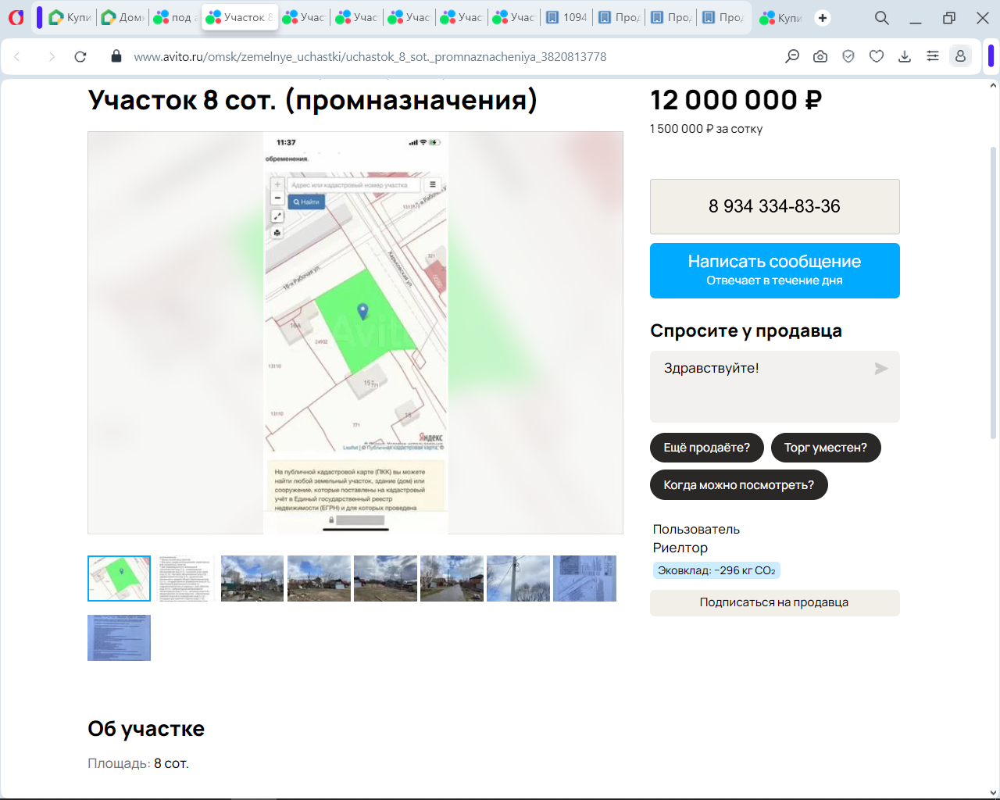 Купи
Домк
под а
Участок 8
Учас
Учас
Учас
Учас
Учас
1094
Прод
Прод
Прод
Купи
www.avito.ru/omsk/zemelnye_uchastki/uchastok_8_sot._promnaznacheniya_3820813778
Участок 8 сот. (промназначения)
12 000 000 ₽
1 500 000 ₽ за сотку
11:37
обременения.
Адрес или кадастровый номер участка
Найти
16-я Рабочая ул.
Харьковская ул.
321
16А
24932
13110
15
771
13110
771
15
Avito
Яндекс
Leaflet | © Публичная кадастровая карта, ©
На публичной кадастровой карте (ПКК) вы можете
найти любой земельный участок, здание (дом) или
сооружение, которые поставлены на кадастровый
учёт в Единый государственный реестр
недвижимости (ЕГРН) и для которых проведена
8 934 334-83-36
Написать сообщение
Отвечает в течение дня
Спросите у продавца
Здравствуйте!
Ещё продаёте?
Торг уместен?
Когда можно посмотреть?
Пользователь
Риелтор
Эковклад: −296 кг CO₂
Подписаться на продавца
Об участке
Площадь: 8 сот.